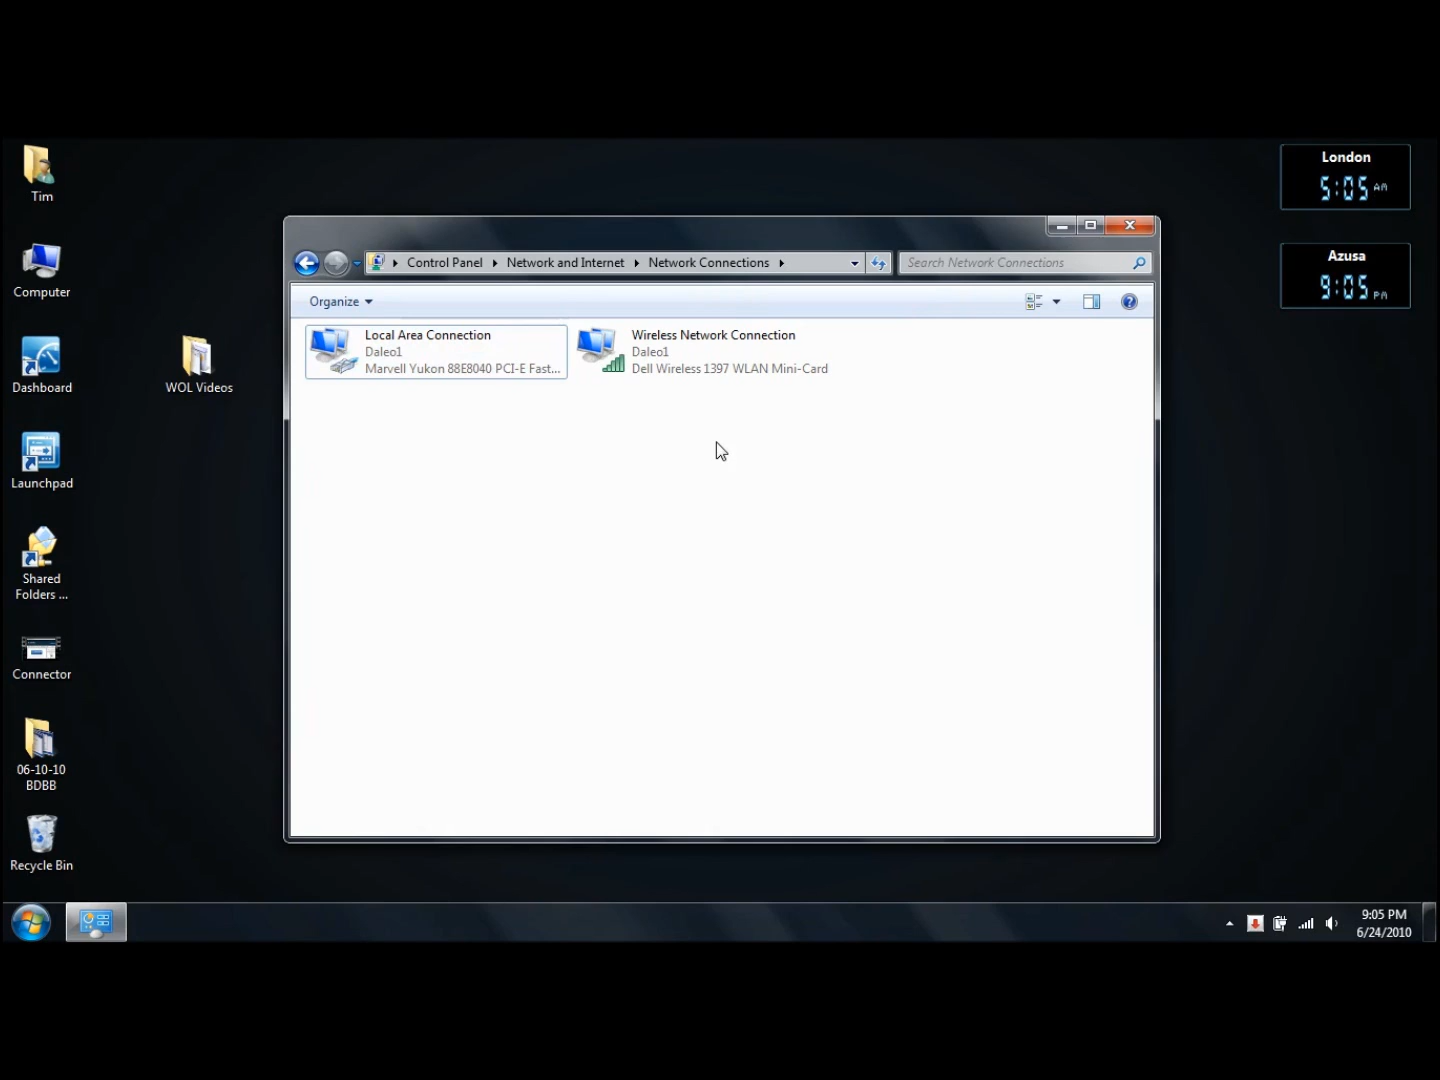 Tim
Computer
Dashboard
Launchpad
Shared
Folders ...
Connector
06-10-10
BDBB
Recycle Bin
WOL Videos
Control Panel
Network and Internet
Network Connections
Search Network Connections
Organize
Local Area Connection
Daleo1
Marvell Yukon 88E8040 PCI-E Fast...
Wireless Network Connection
Daleo1
Dell Wireless 1397 WLAN Mini-Card
London
5:05 AM
Azusa
9:05 PM
9:05 PM
6/24/2010